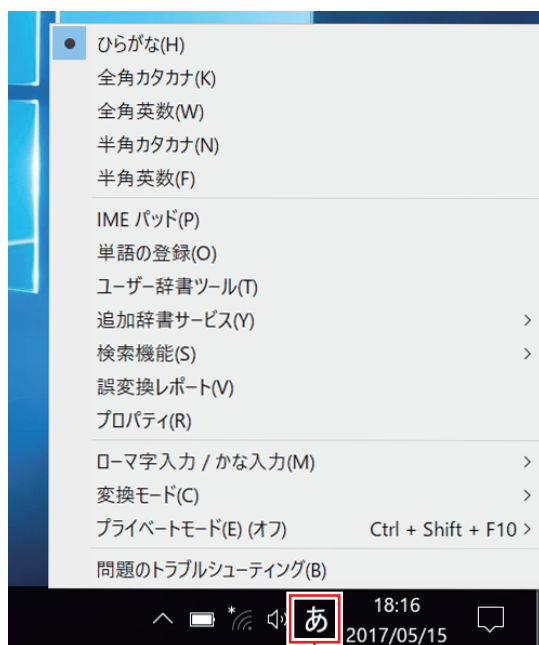 ひらがな(H)
全角カタカナ(K)
全角英数(W)
半角カタカナ(N)
半角英数(F)
IME パッド(P)
単語の登録(O)
ユーザー辞書ツール(T)
追加辞書サービス(Y)
検索機能(S)
誤変換レポート(V)
プロパティ(R)
ローマ字入力 / かな入力(M)
変換モード(C)
プライベートモード(E) (オフ) Ctrl + Shift + F10
問題のトラブルシューティング(B)
あ
18:16
2017/05/15